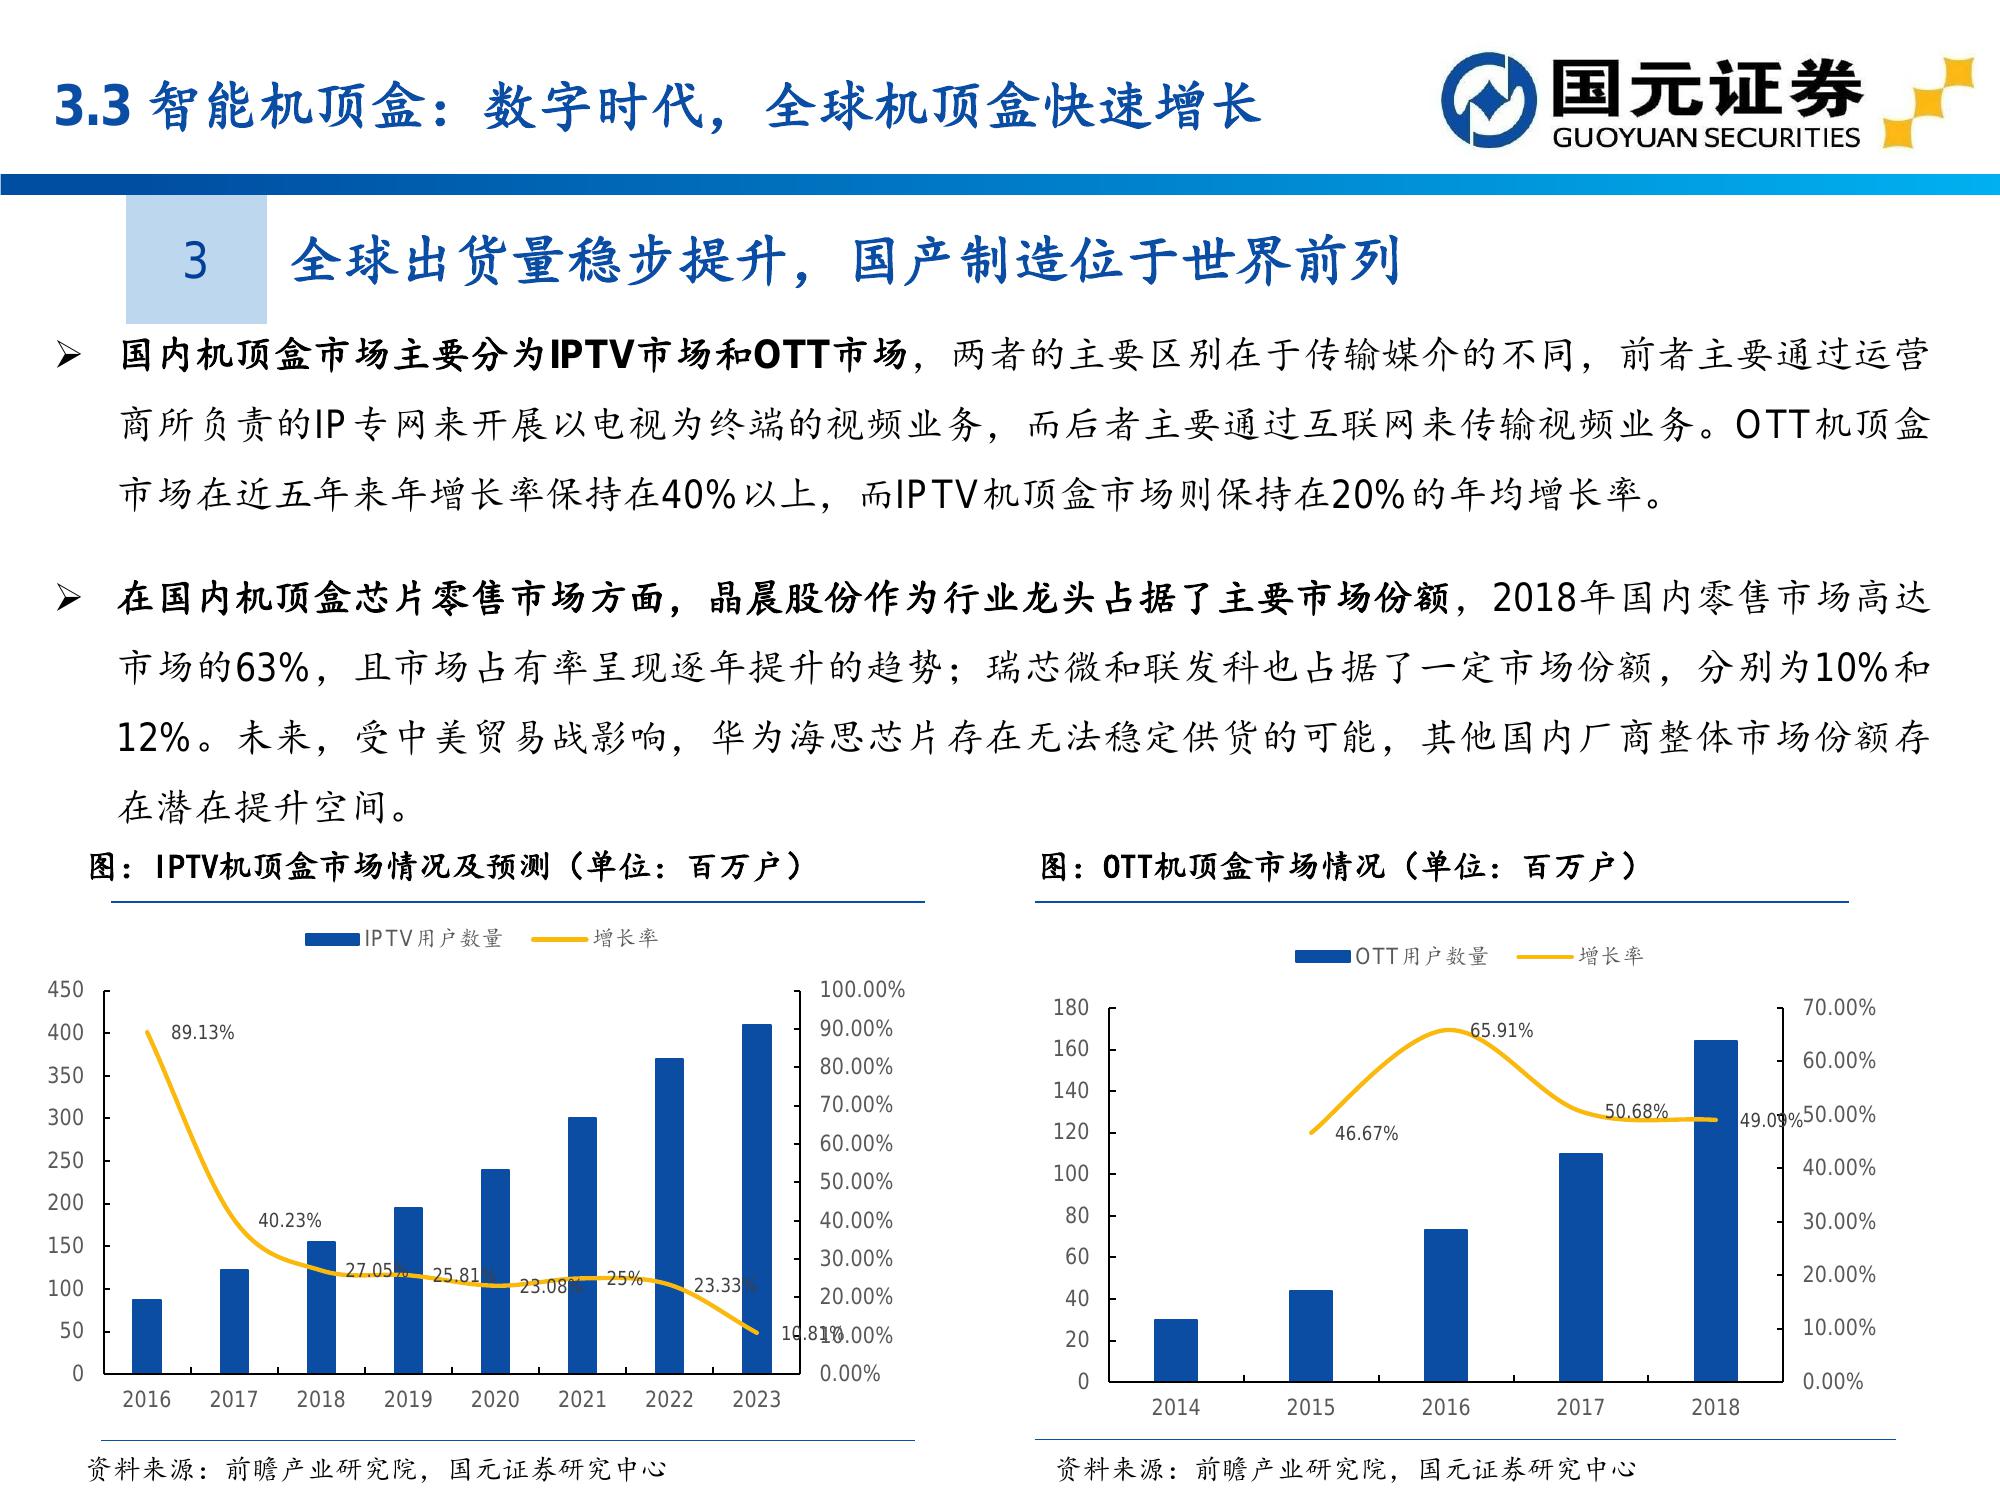 3.3 智能机顶盒：数字时代，全球机顶盒快速增长
国元证券
GUOYUAN SECURITIES
3
全球出货量稳步提升，国产制造位于世界前列
➢ 国内机顶盒市场主要分为IPTV市场和OTT市场，两者的主要区别在于传输媒介的不同，前者主要通过运营
商所负责的IP专网来开展以电视为终端的视频业务，而后者主要通过互联网来传输视频业务。OTT机顶盒
市场在近五年来年增长率保持在40%以上，而IPTV机顶盒市场则保持在20%的年均增长率。
➢ 在国内机顶盒芯片零售市场方面，晶晨股份作为行业龙头占据了主要市场份额，2018年国内零售市场高达
市场的63%，且市场占有率呈现逐年提升的趋势；瑞芯微和联发科也占据了一定市场份额，分别为10%和
12%。未来，受中美贸易战影响，华为海思芯片存在无法稳定供货的可能，其他国内厂商整体市场份额存
在潜在提升空间。
图：IPTV机顶盒市场情况及预测（单位：百万户）
IPTV用户数量 增长率
450
400
350
300
250
200
150
100
50
0
100.00%
90.00%
80.00%
70.00%
60.00%
50.00%
40.00%
30.00%
20.00%
10.00%
0.00%
89.13%
40.23%
27.05%
25.81%
23.08%
25%
23.33%
10.81%
2016 2017 2018 2019 2020 2021 2022 2023
资料来源：前瞻产业研究院，国元证券研究中心
图：OTT机顶盒市场情况（单位：百万户）
OTT用户数量 增长率
180
160
140
120
100
80
60
40
20
0
70.00%
60.00%
50.00%
40.00%
30.00%
20.00%
10.00%
0.00%
46.67%
65.91%
50.68%
49.09%
2014 2015 2016 2017 2018
资料来源：前瞻产业研究院，国元证券研究中心